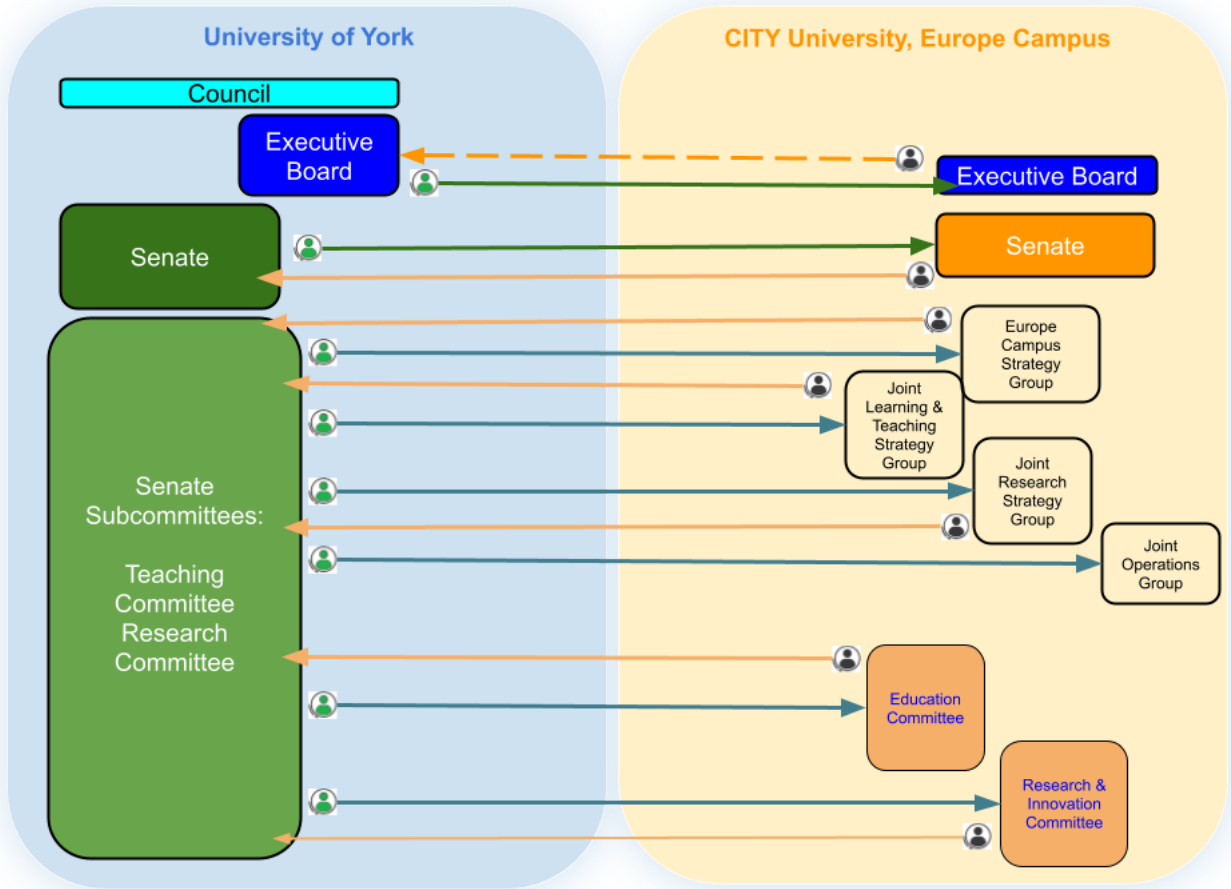 University of York
CITY University, Europe Campus
Council
Executive
Board
Executive Board
Senate
Senate
Europe
Campus
Strategy
Group
Joint
Learning &
Teaching
Strategy
Group
Joint
Research
Strategy
Group
Senate
Subcommittees:
Teaching
Committee
Research
Committee
Joint
Operations
Group
Education
Committee
Research &
Innovation
Committee